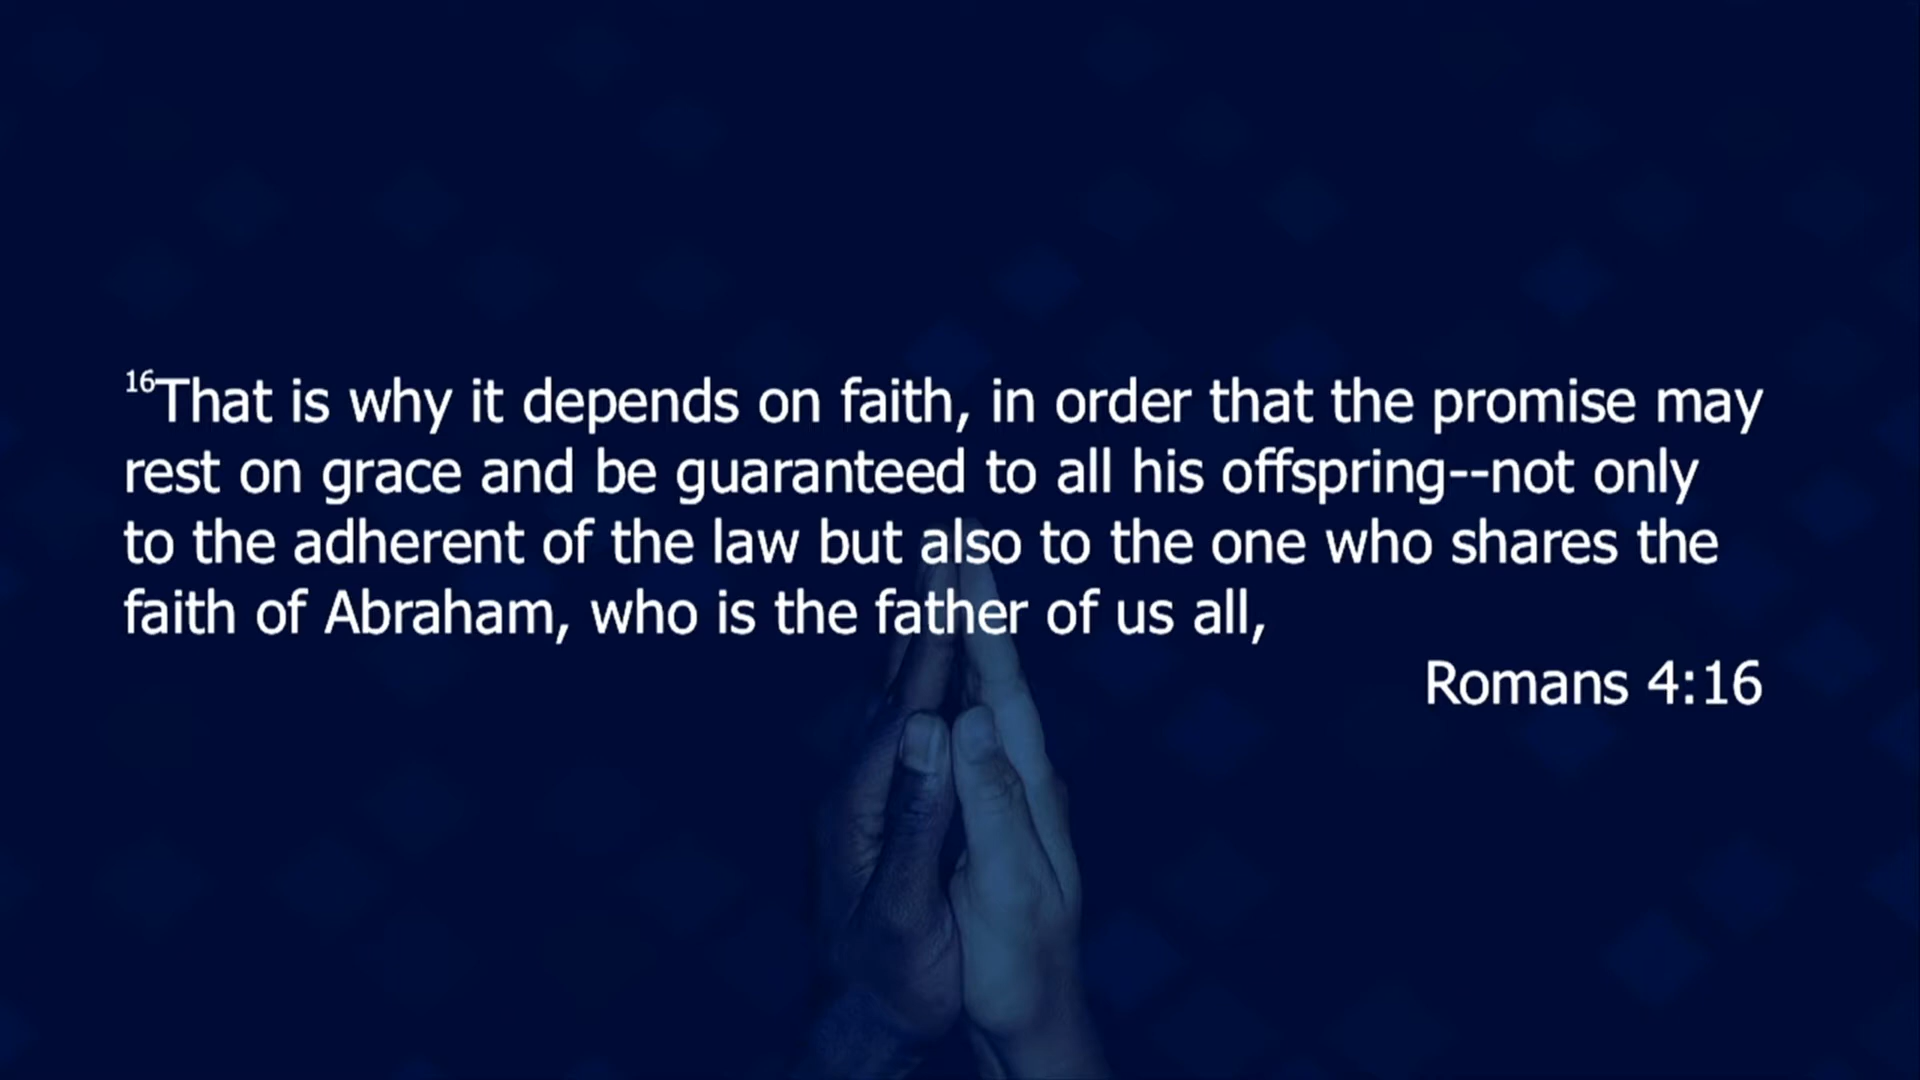 16That is why it depends on faith, in order that the promise may
rest on grace and be guaranteed to all his offspring--not only
to the adherent of the law but also to the one who shares the
faith of Abraham, who is the father of us all,
Romans 4:16